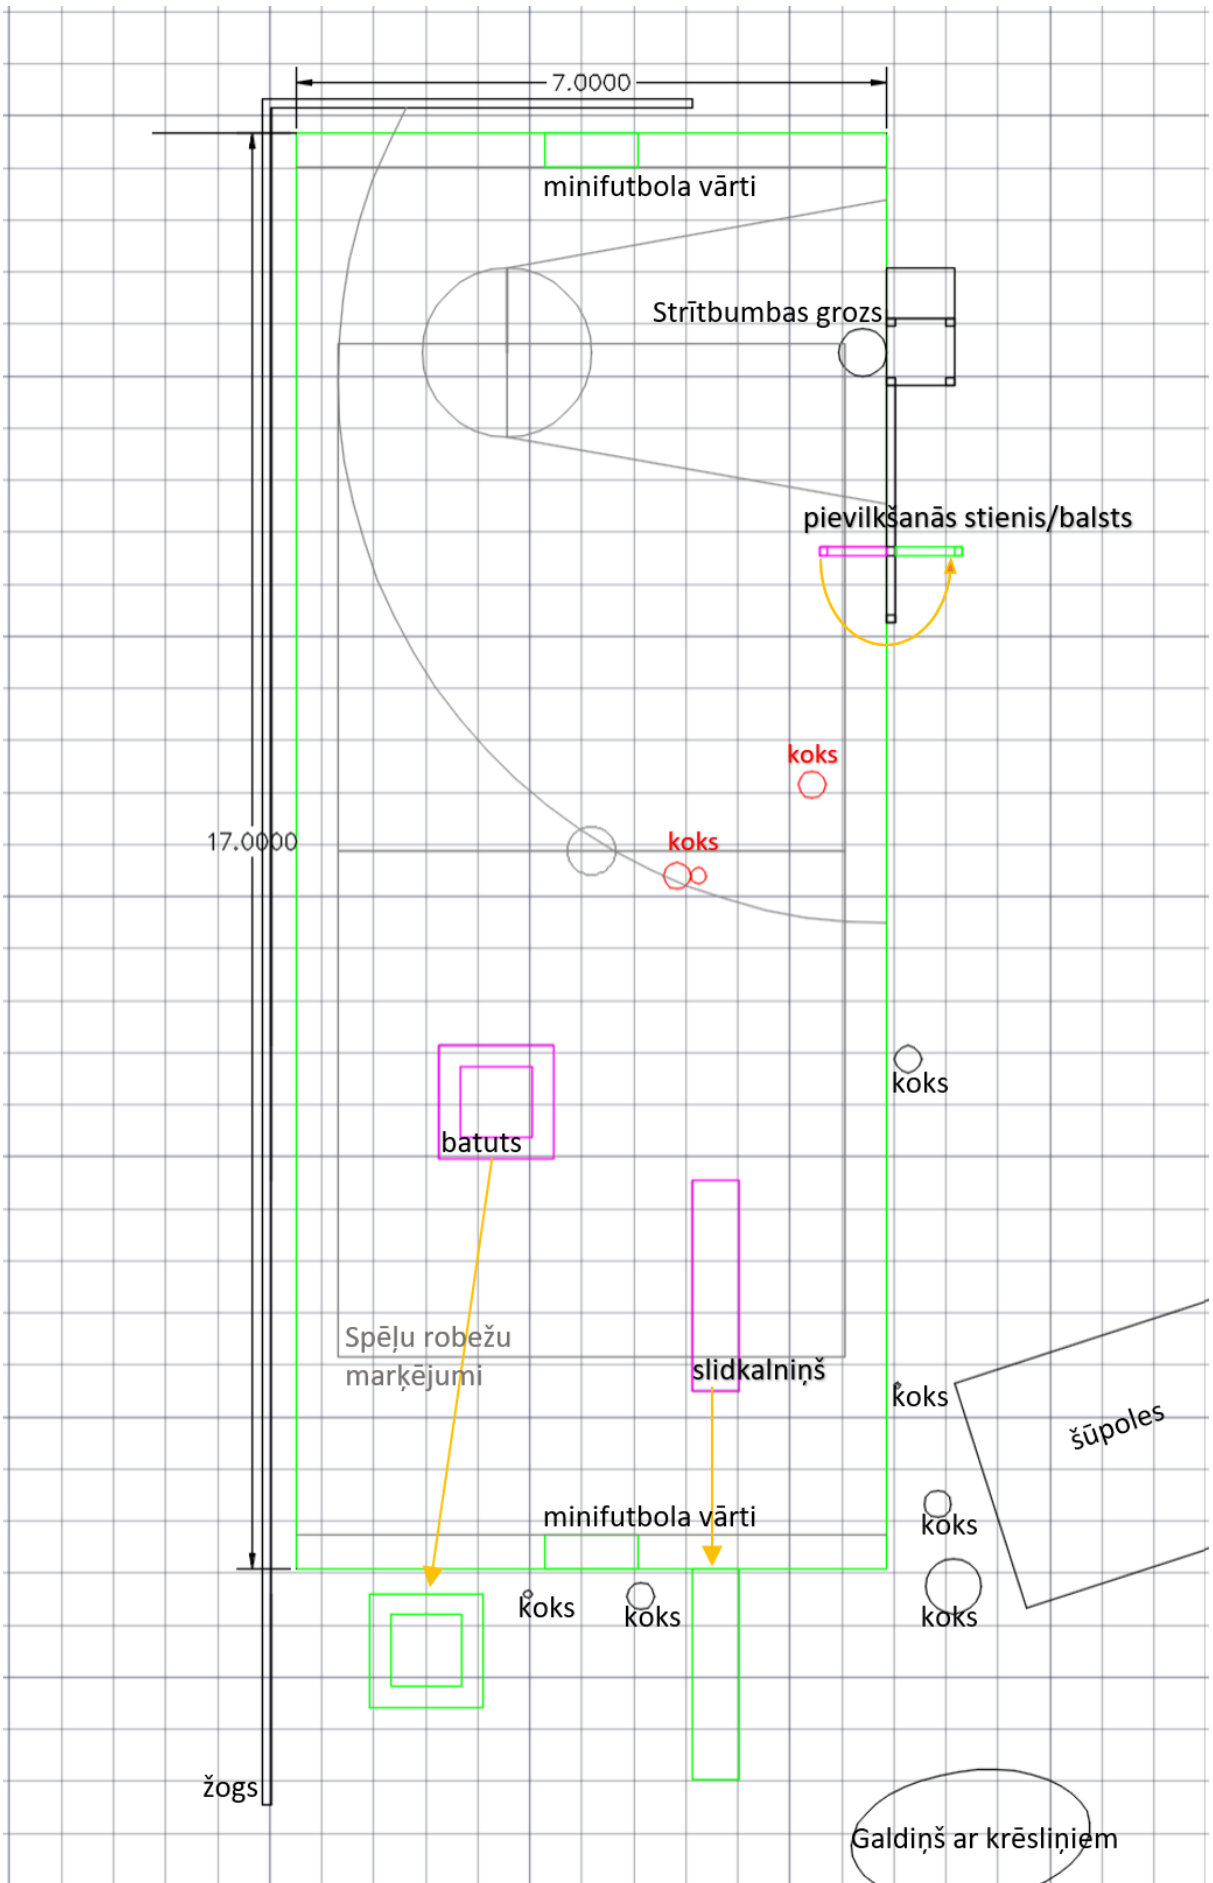 7.0000
minifutbola vārti
Strītbumbas grozs
pievilkšanās stienis/balsts
koks
17.0000
koks
koks
batuts
Spēļu robežu
marķējumi
slidkalniņš
koks
šūpoles
minifutbola vārti
koks
koks
koks
koks
žogs
Galdiņš ar krēsliņiem